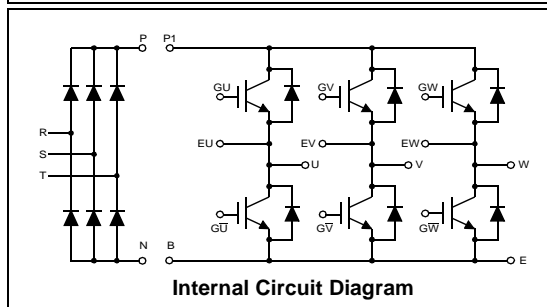 P P1
GU GV GW
R
EU EV EW
S
U V W
T
GU̅ GV̅ GW̅
N B
E
Internal Circuit Diagram